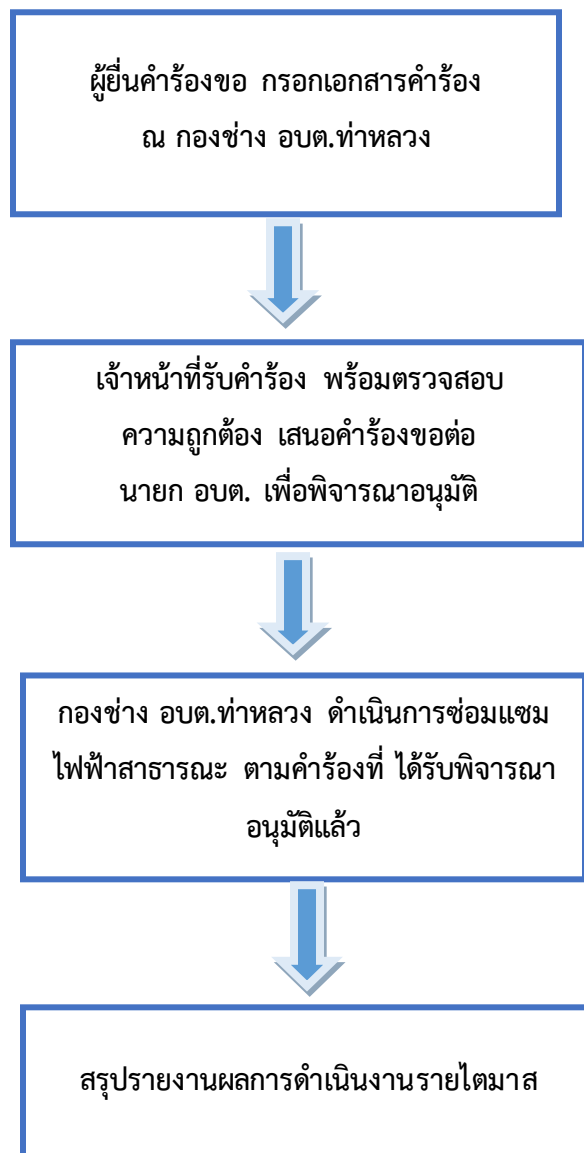 ผู้ยื่นคำร้องขอ กรอกเอกสารคำร้อง
ณ กองช่าง อบต.ท่าหลวง
เจ้าหน้าที่รับคำร้อง พร้อมตรวจสอบ
ความถูกต้อง เสนอคำร้องขอต่อ
นายก อบต. เพื่อพิจารณาอนุมัติ
กองช่าง อบต.ท่าหลวง ดำเนินการซ่อมแซม
ไฟฟ้าสาธารณะ ตามคำร้องที่ ได้รับพิจารณา
อนุมัติแล้ว
สรุปรายงานผลการดำเนินงานรายไตมาส